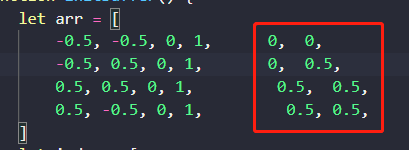 let arr = [
-0.5, -0.5, 0, 1, 0, 0,
-0.5, 0.5, 0, 1, 0, 0.5,
0.5, 0.5, 0, 1, 0.5, 0.5,
0.5, -0.5, 0, 1, 0.5, 0.5,
]